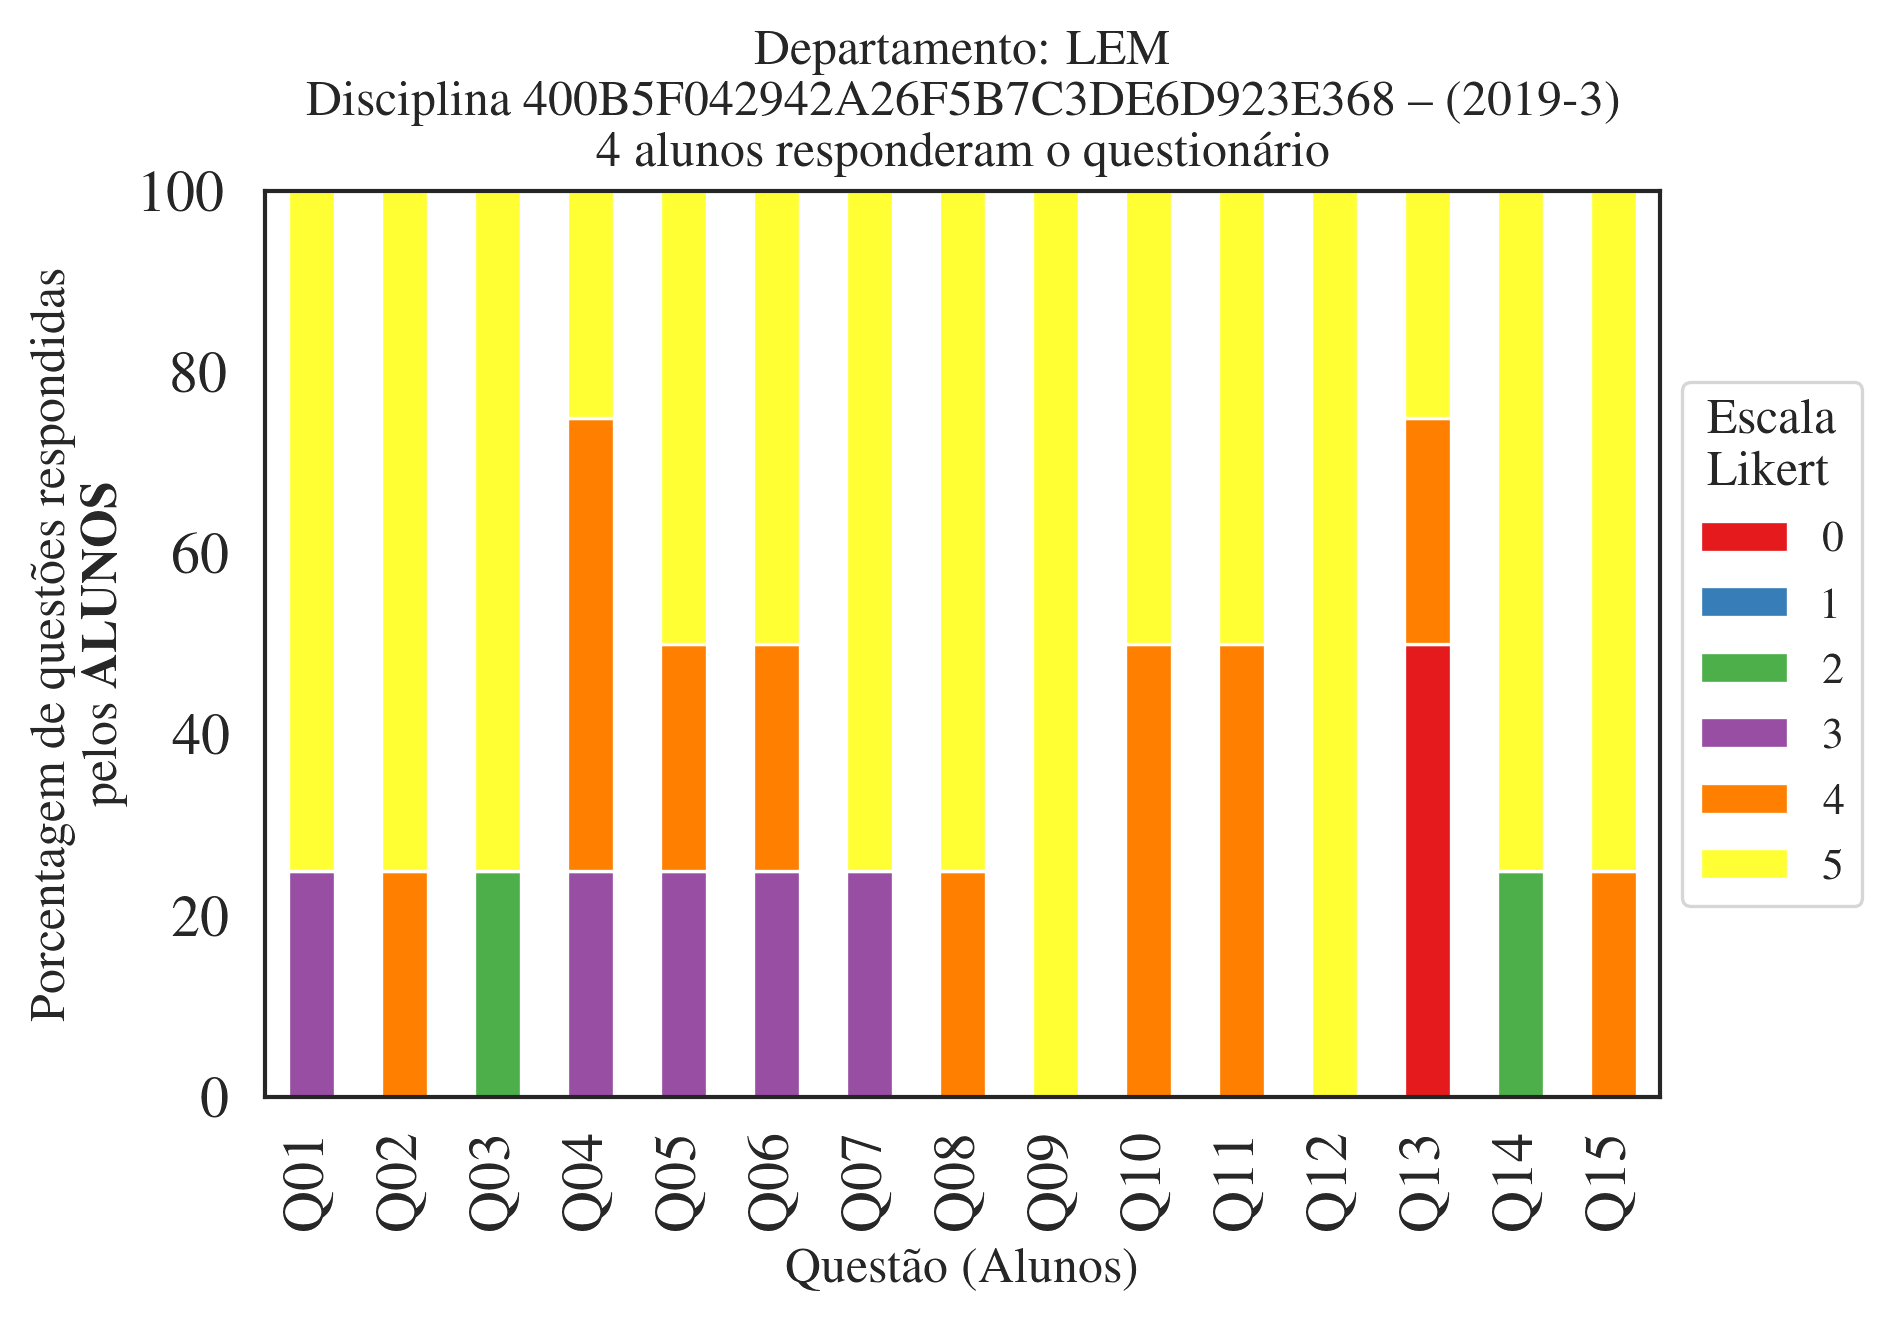 Departamento: LEM
Disciplina 400B5F042942A26F5B7C3DE6D923E368 – (2019-3)
4 alunos responderam o questionário
100
80
60
40
20
0
Porcentagem de questões respondidas
pelos ALUNOS
Q01
Q02
Q03
Q04
Q05
Q06
Q07
Q08
Q09
Q10
Q11
Q12
Q13
Q14
Q15
Questão (Alunos)
Escala
Likert
0
1
2
3
4
5